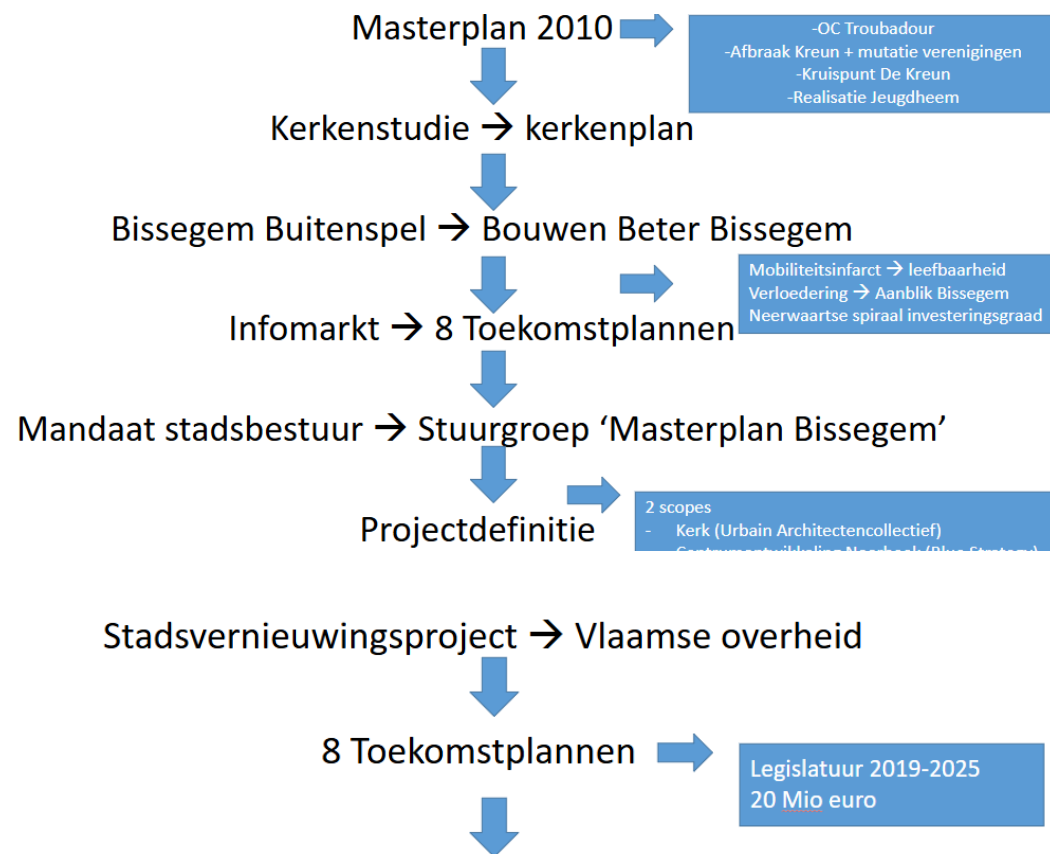 Masterplan 2010
-OC Troubadour
-Afbraak Kreun + mutatie verenigingen
-Kruispunt De Kreun
-Realisatie Jeugdheem
Kerkenstudie → kerkenplan
Bissegem Buitenspel → Bouwen Beter Bissegem
Mobiliteitsinfarct → leefbaarheid
Verloedering → Aanblik Bissegem
Neerwaartse spiraal investeringsgraad
Infomarkt → 8 Toekomstplannen
Mandaat stadsbestuur → Stuurgroep ‘Masterplan Bissegem’
Projectdefinitie
2 scopes
- Kerk (Urbain Architectencollectief)
Stadsvernieuwingsproject → Vlaamse overheid
8 Toekomstplannen
Legislatuur 2019-2025
20 Mio euro